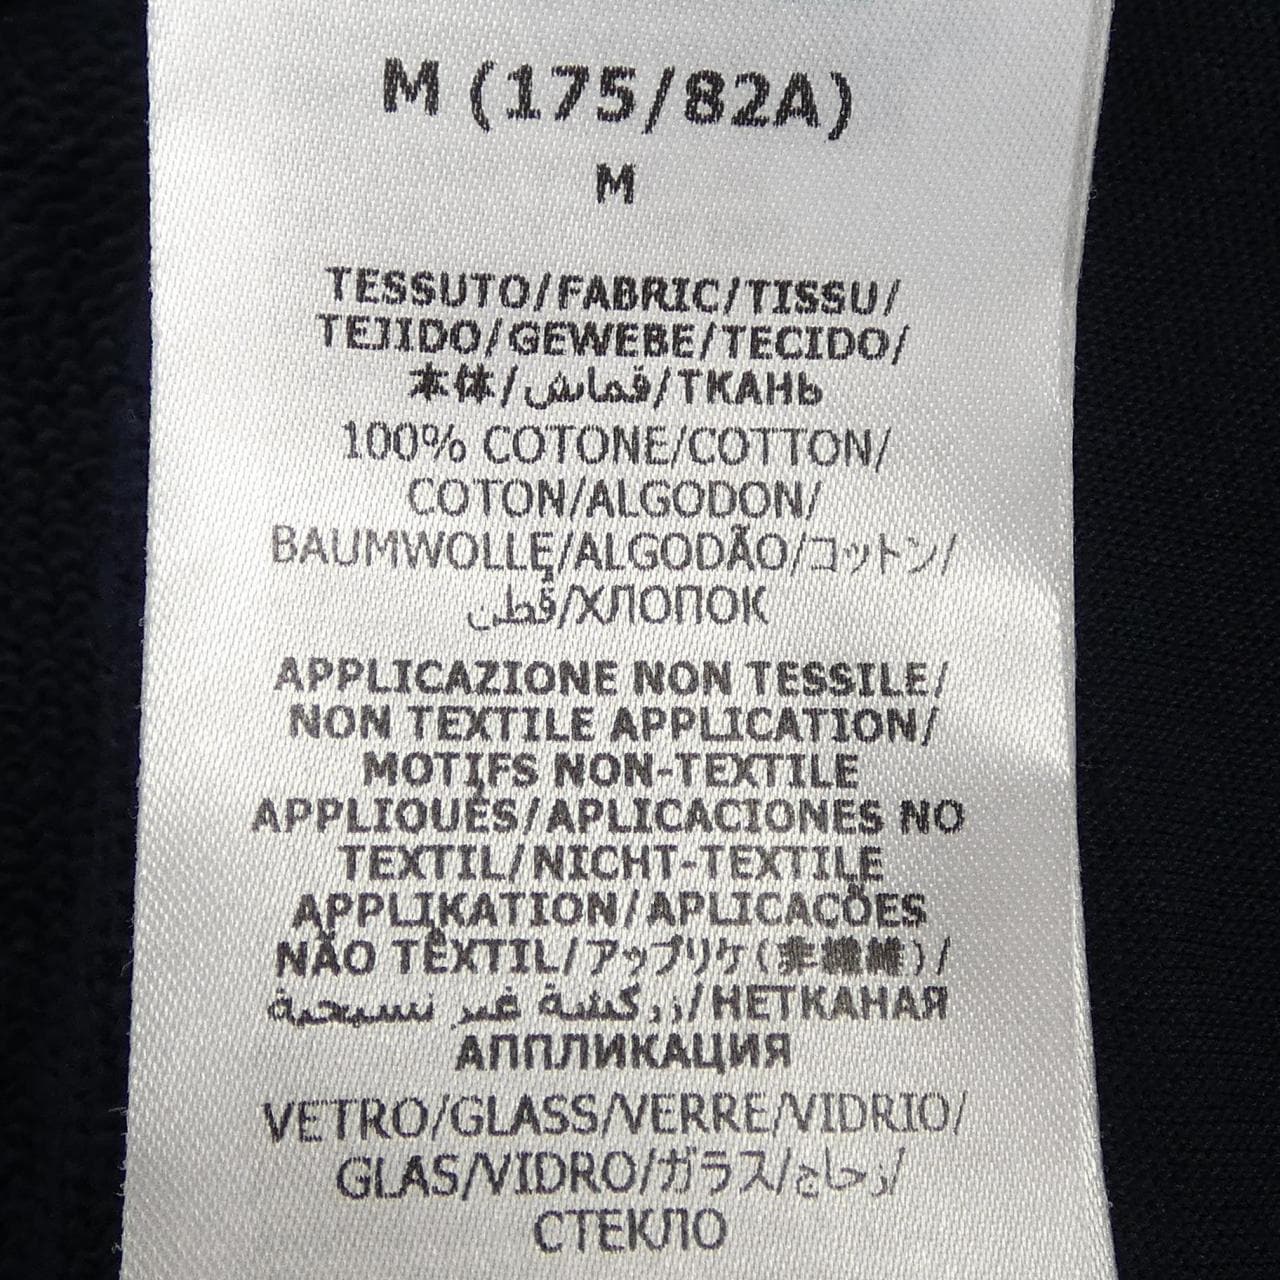 M (175/82A)
M
TESSUTO/FABRIC/TISSU/
TEJIDO/GEWEBE/TECIDO/
本体/قماش/ТКАНЬ
100% COTONE/COTTON/
COTON/ALGODON/
BAUMWOLLE/ALGODÃO/コットン/
قطن/ХЛОПОК
APPLICAZIONE NON TESSILE/
NON TEXTILE APPLICATION/
MOTIFS NON-TEXTILE
APPLIQUÉS/APLICACIONES NO
TEXTIL/NICHT-TEXTILE
APPLIKATION/APLICACÕES
NÃO TÊXTIL/アップリケ(非繊維)/
زركشة غير نسيجية/НЕТКАНАЯ
АППЛИКАЦИЯ
VETRO/GLASS/VERRE/VIDRIO/
GLAS/VIDRO/ガラス/زجاج/
СТЕКЛО